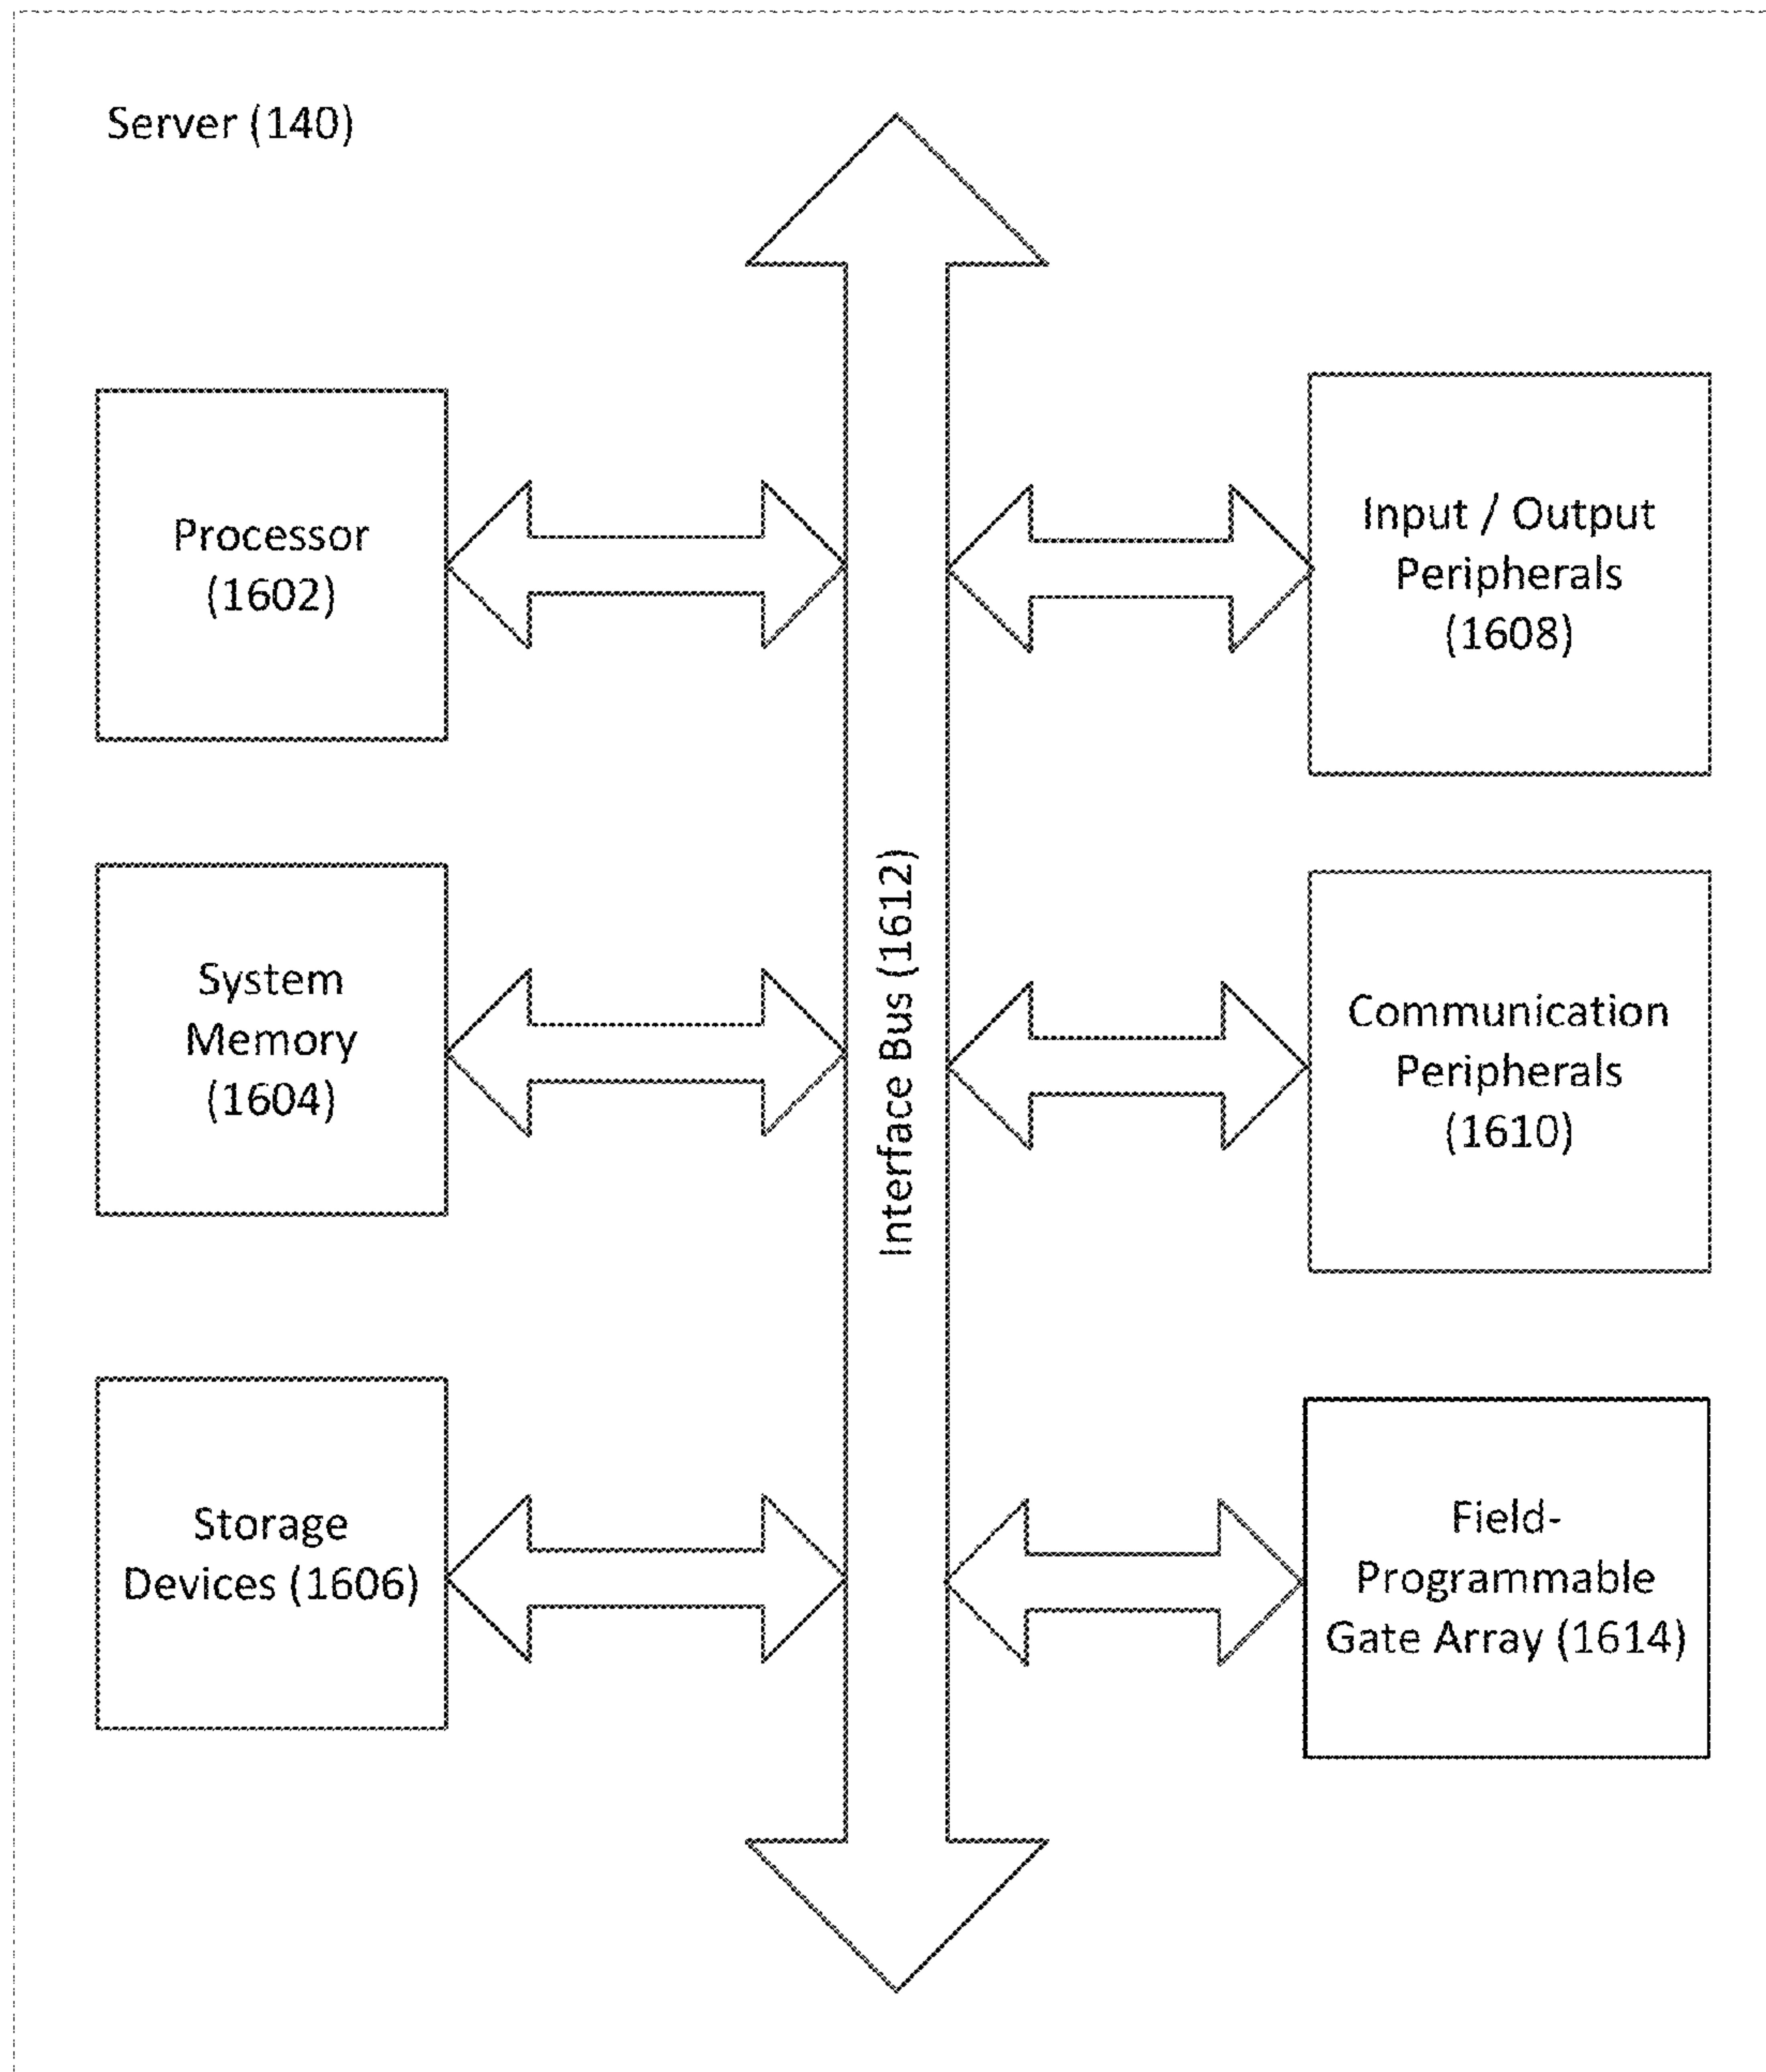 Server (140)
Processor
(1602)
System
Memory
(1604)
Storage
Devices (1606)
Interface Bus (1612)
Input / Output
Peripherals
(1608)
Communication
Peripherals
(1610)
Field-
Programmable
Gate Array (1614)